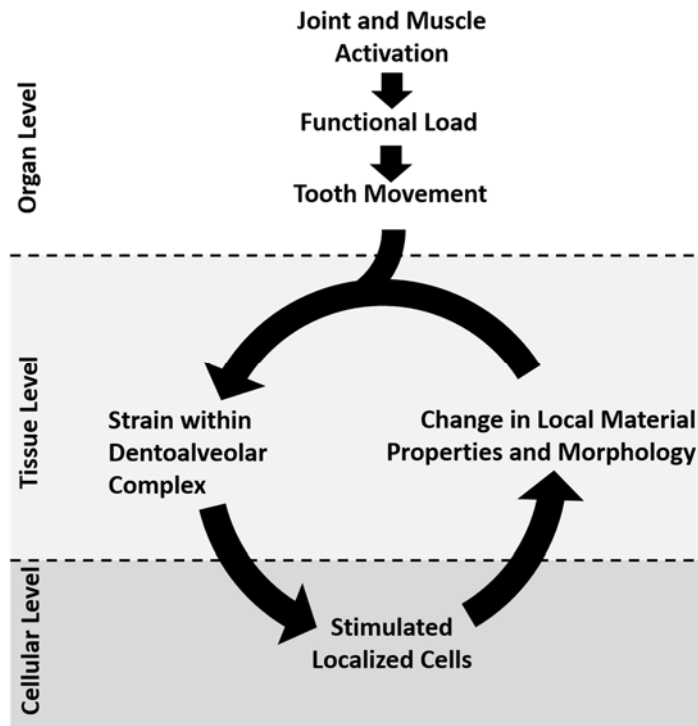 Joint and Muscle
Activation
Functional Load
Tooth Movement
Organ Level
Strain within
Dentoalveolar
Complex
Change in Local Material
Properties and Morphology
Tissue Level
Stimulated
Localized Cells
Cellular Level